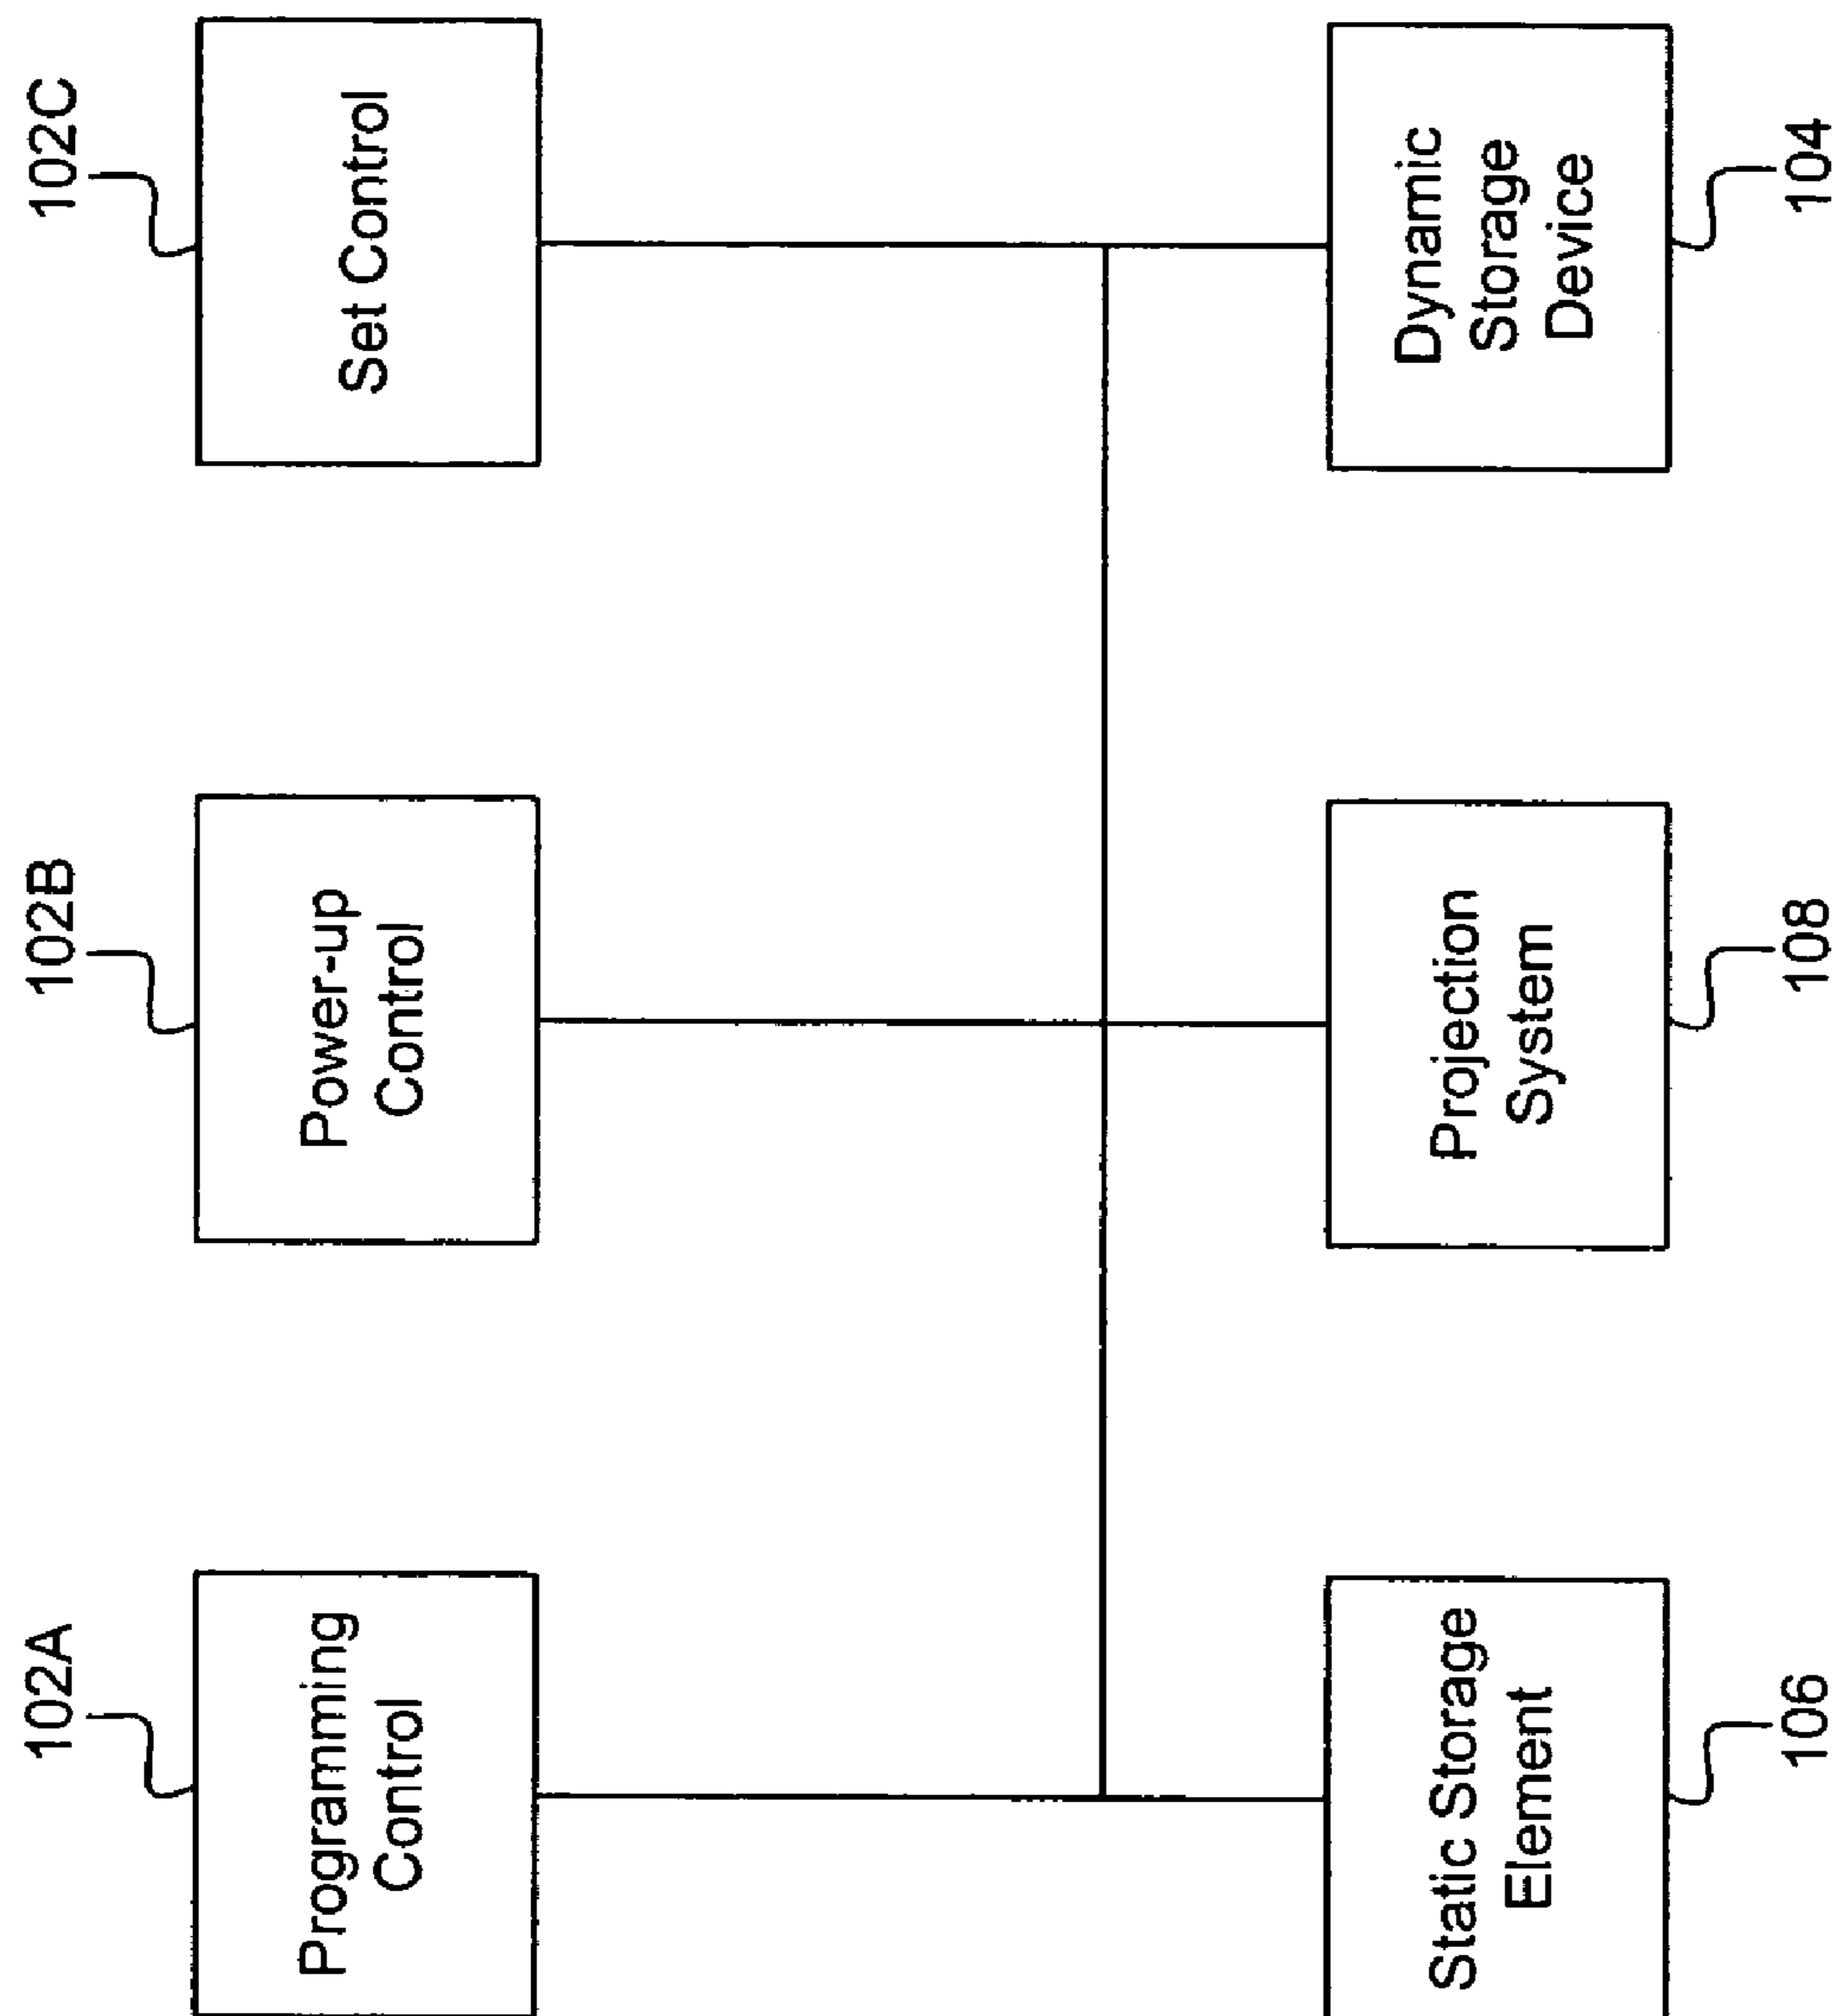 102A
102B
102C
Programming
Control
Power-up
Control
Set Control
Static Storage
Element
Projection
System
Dynamic
Storage
Device
106
108
104